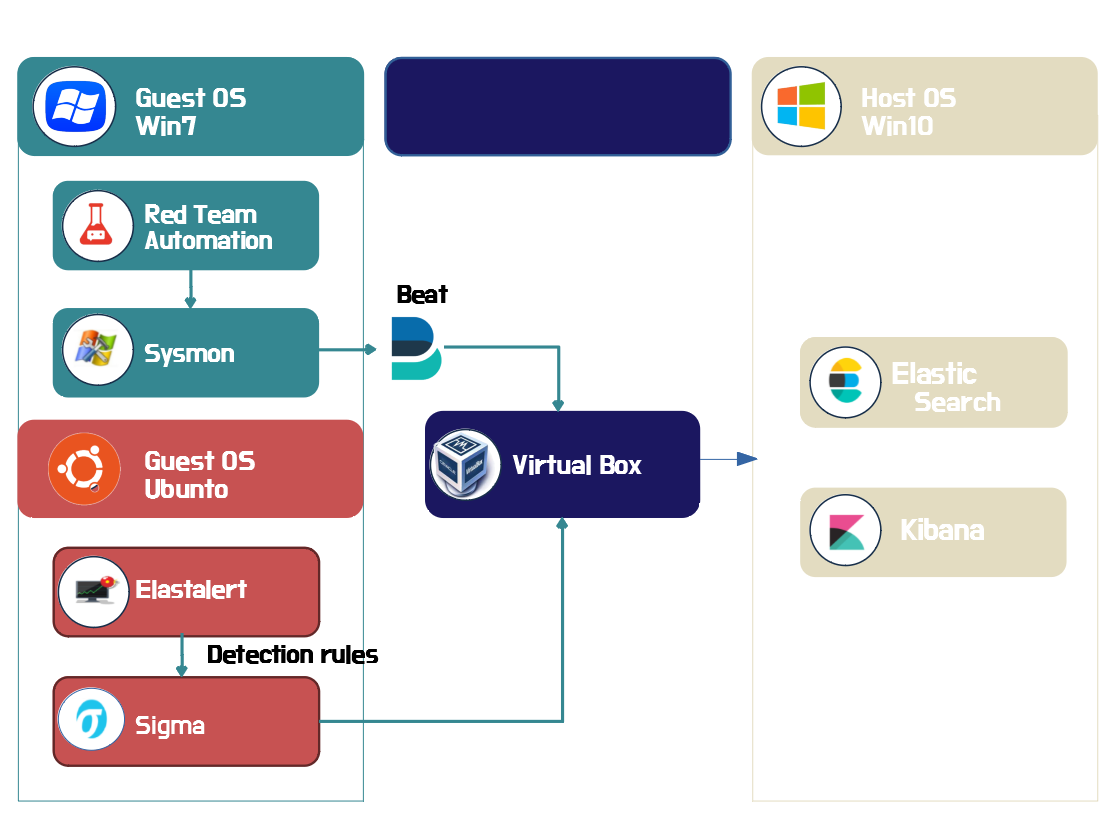 Guest OS
Win7
Host OS
Win10
Red Team
Automation
Beat
Sysmon
Elastic
Search
Guest OS
Ubunto
Virtual Box
Kibana
Elastalert
Detection rules
Sigma